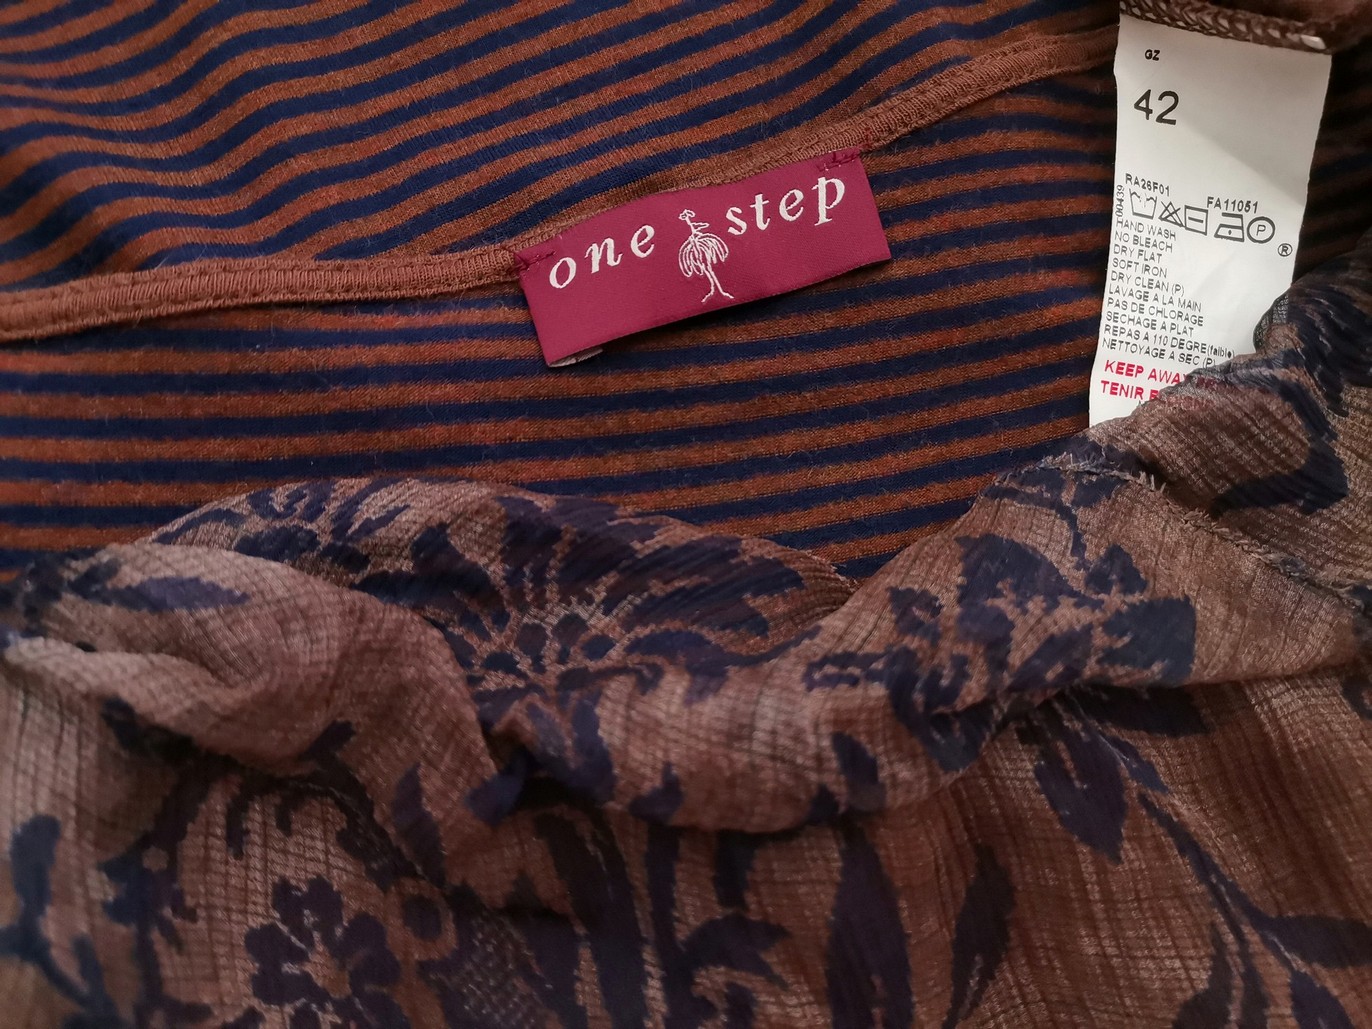 one step
GZ
42
RA26F01
FA11051
100439
P
®
HAND WASH
NO BLEACH
DRY FLAT
SOFT IRON
DRY CLEAN (P)
LAVAGE A LA MAIN
PAS DE CHLORAGE
SECHAGE A PLAT
REPAS A 110 DEGRE(faible)
NETTOYAGE A SEC (P)
KEEP AWAY
TENIR